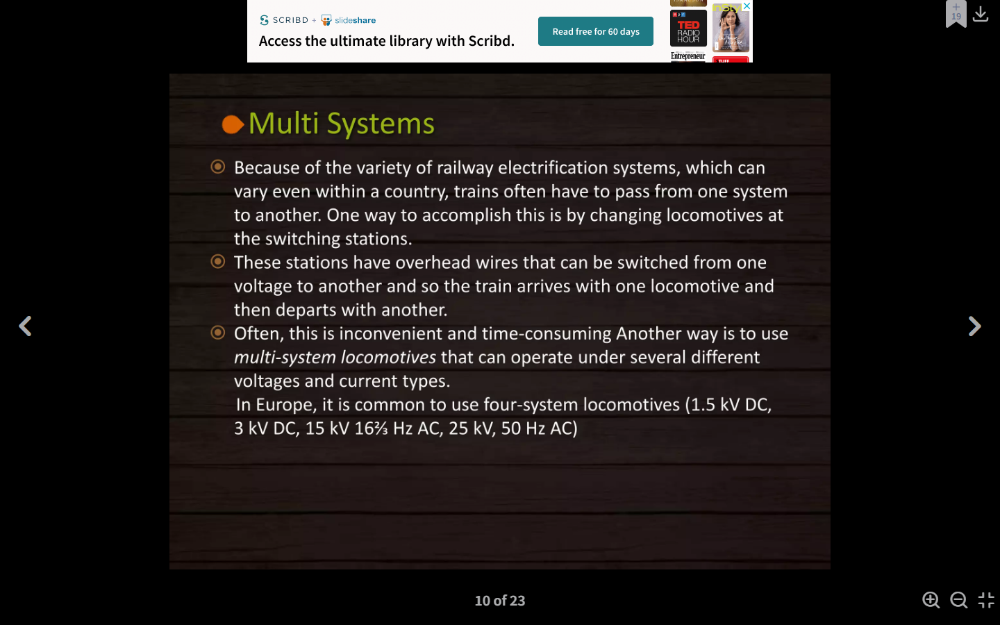 SCRIBD + slideshare
Access the ultimate library with Scribd.
Read free for 60 days
TED
RADIO
HOUR
Entrepreneur
InSty
+
19
Multi Systems
Because of the variety of railway electrification systems, which can
vary even within a country, trains often have to pass from one system
to another. One way to accomplish this is by changing locomotives at
the switching stations.
These stations have overhead wires that can be switched from one
voltage to another and so the train arrives with one locomotive and
then departs with another.
Often, this is inconvenient and time-consuming Another way is to use
multi-system locomotives that can operate under several different
voltages and current types.
In Europe, it is common to use four-system locomotives (1.5 kV DC,
3 kV DC, 15 kV 16⅔ Hz AC, 25 kV, 50 Hz AC)
10 of 23